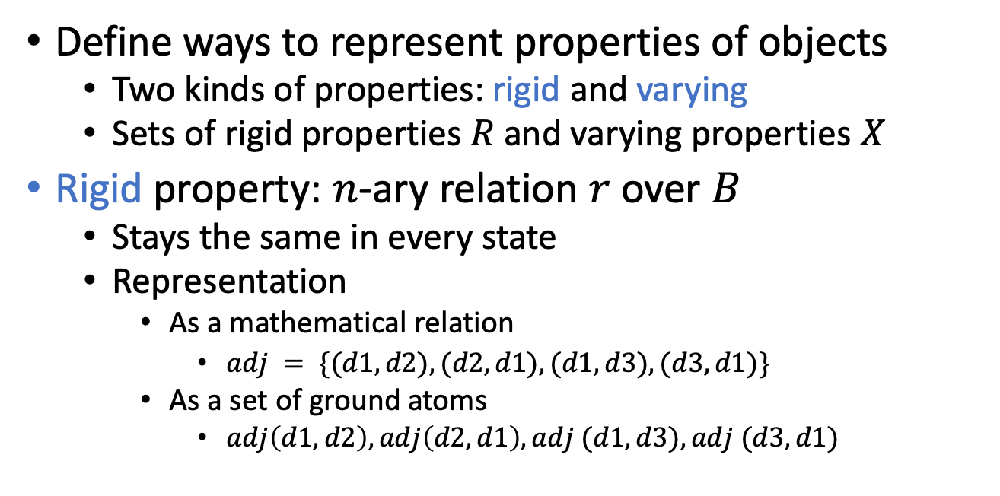 • Define ways to represent properties of objects
• Two kinds of properties: rigid and varying
• Sets of rigid properties R and varying properties X
• Rigid property: n-ary relation r over B
• Stays the same in every state
• Representation
• As a mathematical relation
• adj = {(d1, d2), (d2, d1), (d1, d3), (d3, d1)}
• As a set of ground atoms
• adj(d1, d2), adj(d2, d1), adj (d1, d3), adj (d3, d1)